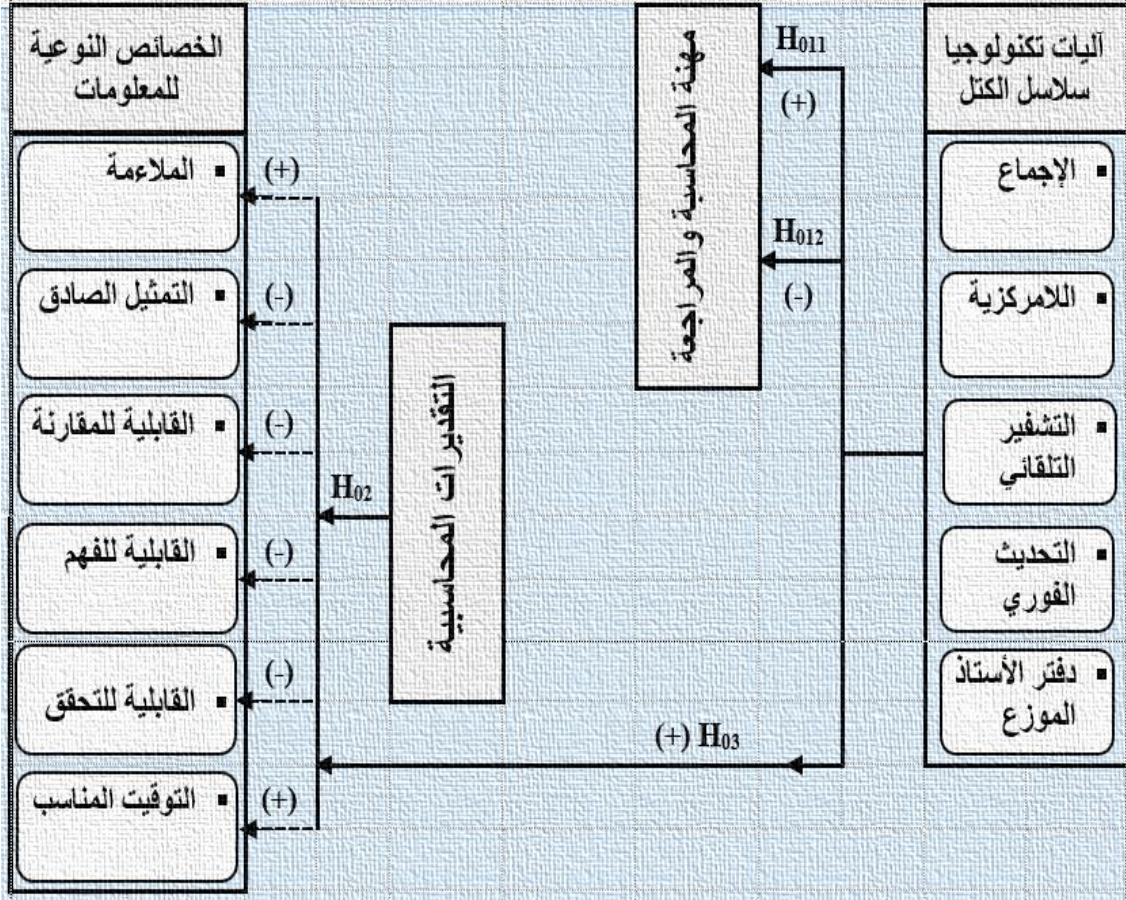 آليات تكنولوجيا
سلاسل الكتل
▪ الإجماع
▪ اللامركزية
▪ التشفير
التلقائي
▪ التحديث
الفوري
▪ دفتر الأستاذ
الموزع
H011
(+)
H012
(-)
مهنة المحاسبة والمراجعة
(+) H03
التقديرات المحاسبية
H02
الخصائص النوعية
للمعلومات
▪ الملاءمة
(+)
▪ التمثيل الصادق
(-)
▪ القابلية للمقارنة
(-)
▪ القابلية للفهم
(-)
▪ القابلية للتحقق
(-)
▪ التوقيت المناسب
(+)